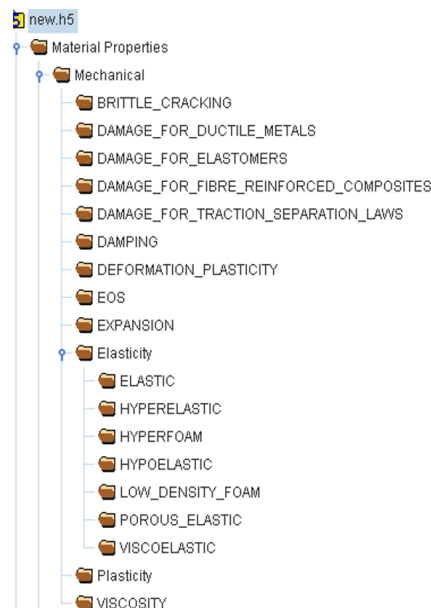 new.h5
Material Properties
Mechanical
BRITTLE_CRACKING
DAMAGE_FOR_DUCTILE_METALS
DAMAGE_FOR_ELASTOMERS
DAMAGE_FOR_FIBRE_REINFORCED_COMPOSITES
DAMAGE_FOR_TRACTION_SEPARATION_LAWS
DAMPING
DEFORMATION_PLASTICITY
EOS
EXPANSION
Elasticity
ELASTIC
HYPERELASTIC
HYPERFOAM
HYPOELASTIC
LOW_DENSITY_FOAM
POROUS_ELASTIC
VISCOELASTIC
Plasticity
VISCOSITY